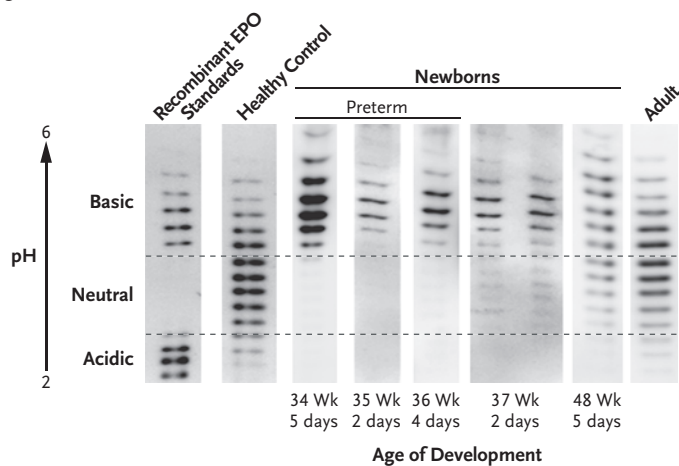 Recombinant EPO
Standards
Healthy Control
Newborns
Preterm
Adult
6
Basic
pH
Neutral
Acidic
2
34 Wk 35 Wk 36 Wk 37 Wk 48 Wk
5 days 2 days 4 days 2 days 5 days
Age of Development